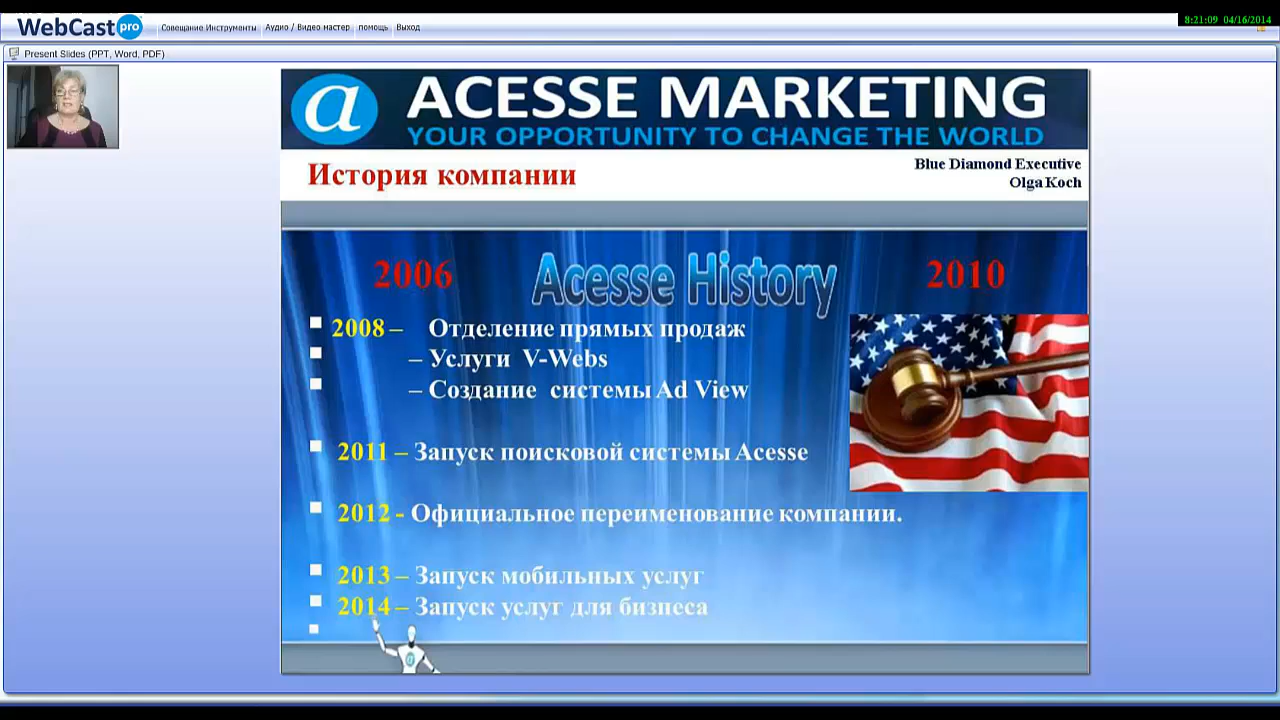 8:21:09 04/16/2014
WebCast pro
Совещание Инструменты Аудио / Видео мастер помощь Выход
Present Slides (PPT, Word, PDF)
a ACESSE MARKETING
YOUR OPPORTUNITY TO CHANGE THE WORLD
История компании
Blue Diamond Executive
Olga Koch
2006 Acesse History 2010
2008 – Отделение прямых продаж
– Услуги V-Webs
– Создание системы Ad View
2011 – Запуск поисковой системы Acesse
2012 - Официальное переименование компании.
2013 – Запуск мобильных услуг
2014 – Запуск услуг для бизнеса
a